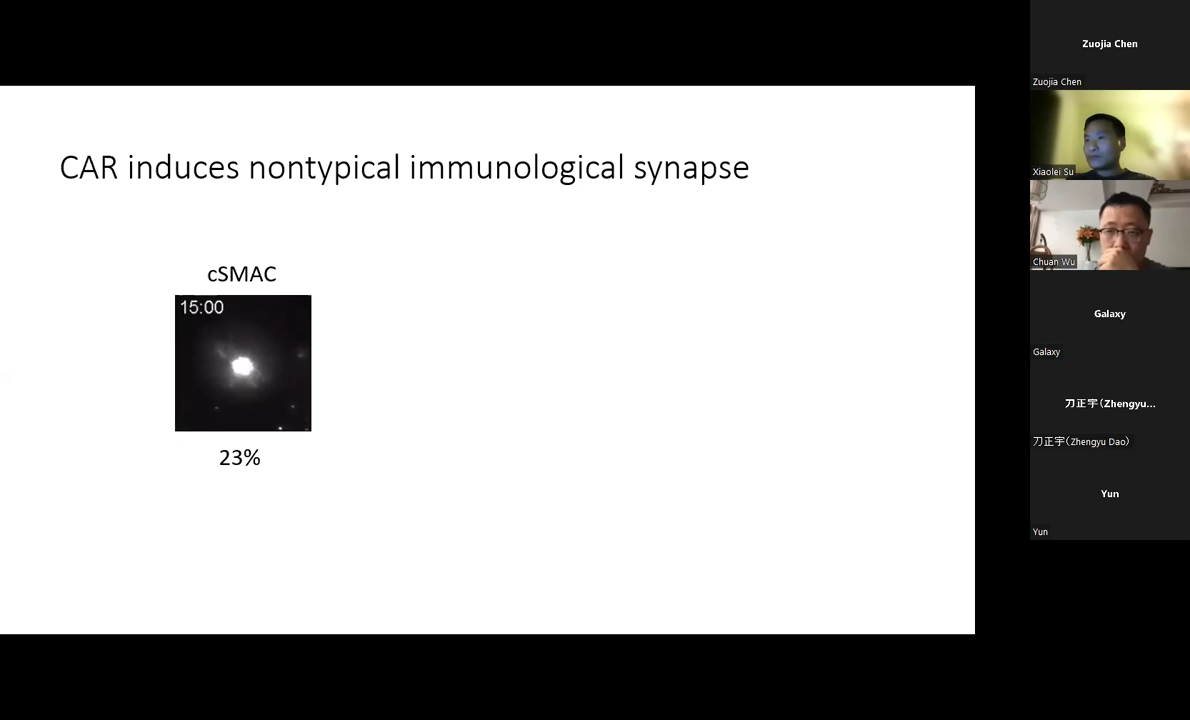 CAR induces nontypical immunological synapse
cSMAC
15:00
23%
Zuojia Chen
Zuojia Chen
Xiaolei Su
Chuan Wu
Galaxy
Galaxy
刀正宇(Zhengyu...
刀正宇(Zhengyu Dao)
Yun
Yun